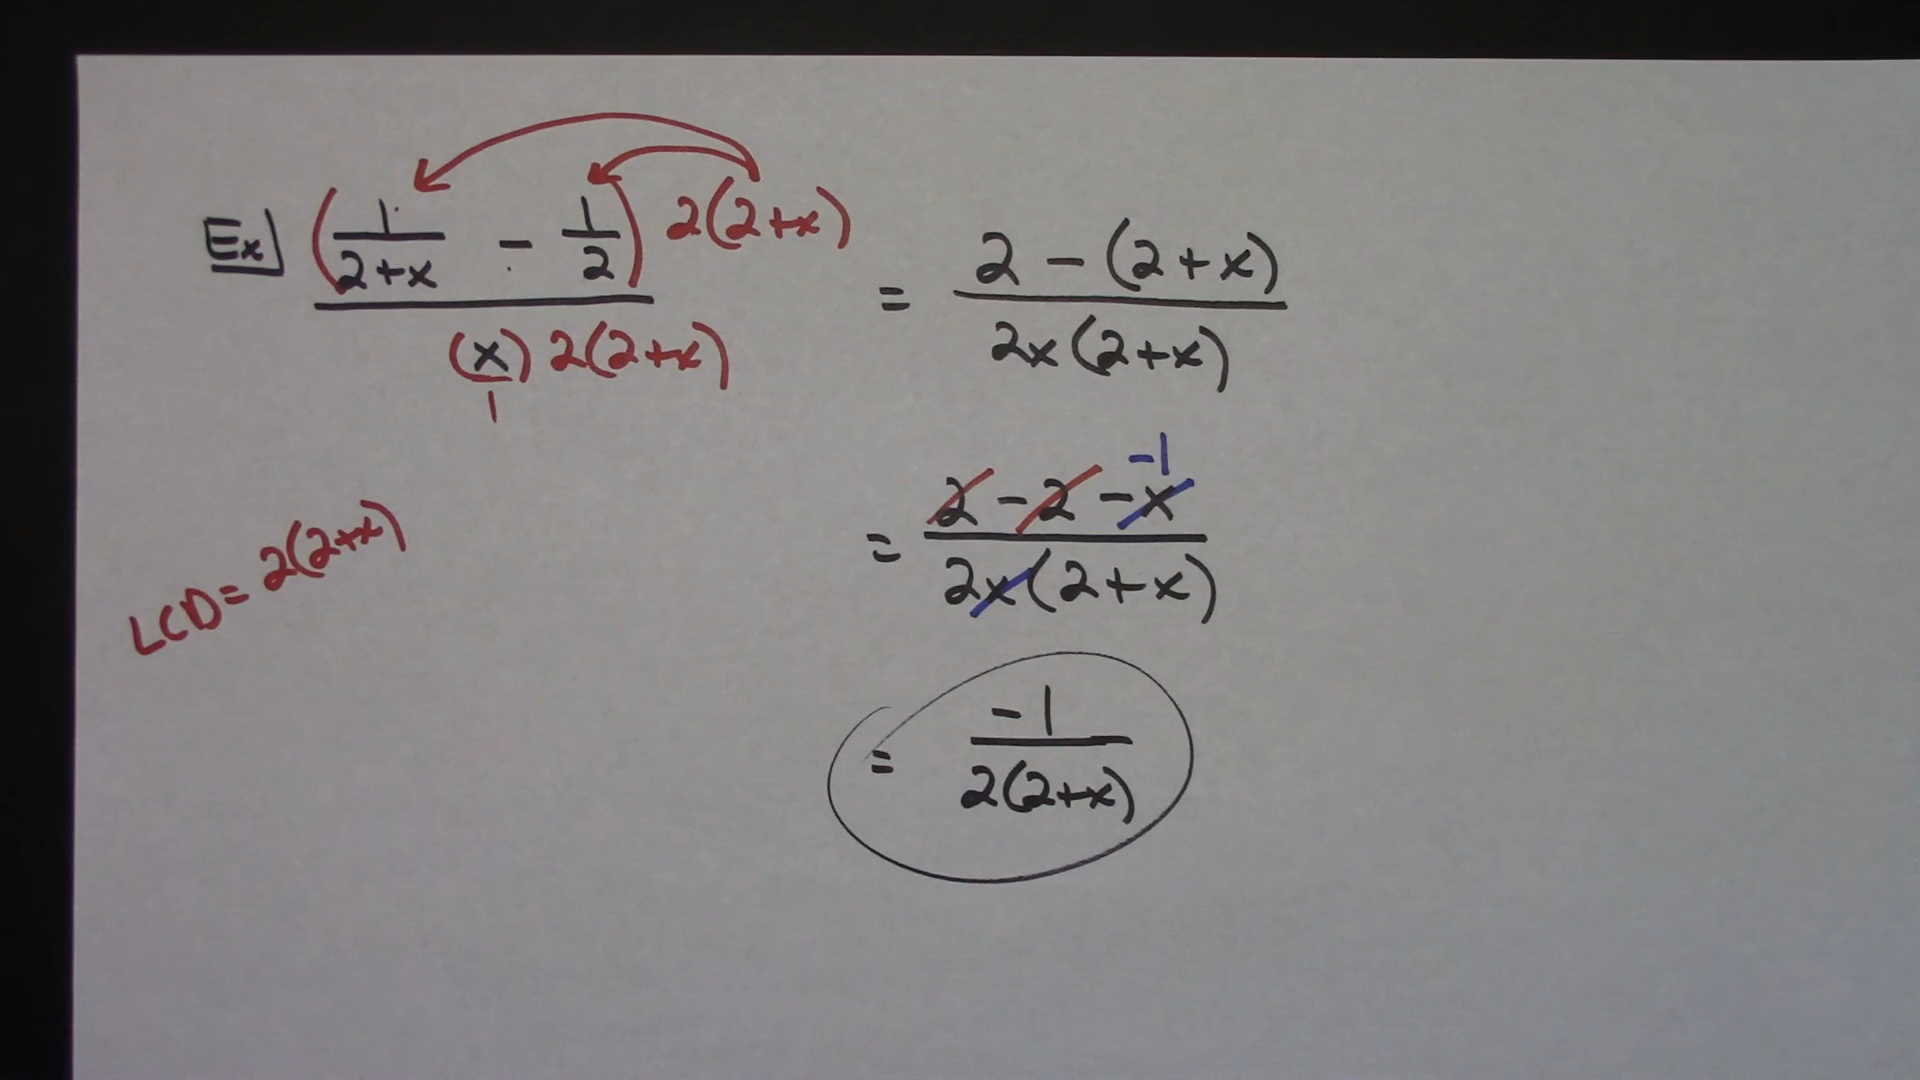 Ex] (1/(2+x) - 1/2) 2(2+x) / (x/1) 2(2+x) = 2 - (2+x) / 2x(2+x)
= 2 - 2 - x -1 / 2x(2+x)
LCD = 2(2+x)
= -1 / 2(2+x)